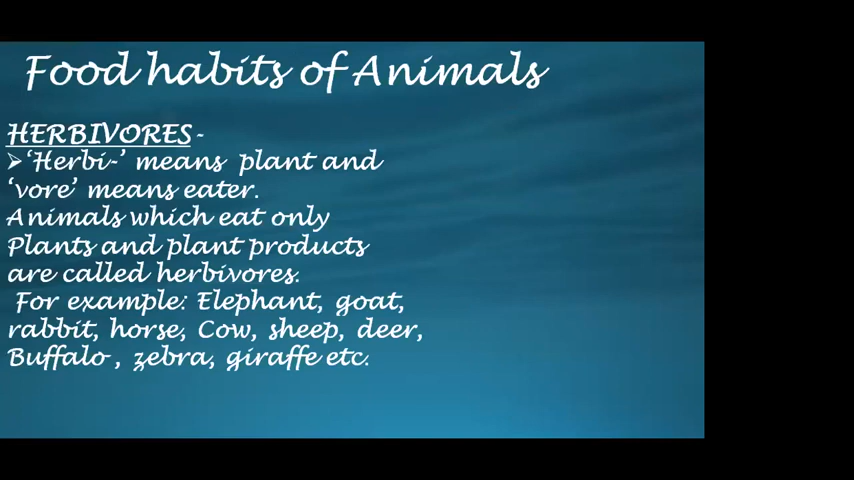 Food habits of Animals
HERBIVORES-
➢‘Herbi-’ means plant and
‘vore’ means eater.
Animals which eat only
Plants and plant products
are called herbivores.
For example: Elephant, goat,
rabbit, horse, Cow, sheep, deer,
Buffalo , zebra, giraffe etc.